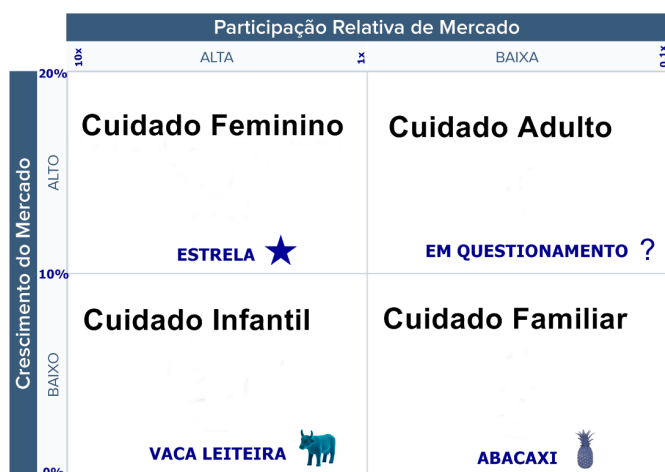 Participação Relativa de Mercado
10x
ALTA
1x
BAIXA
0,1x
20%
Crescimento do Mercado
ALTO
Cuidado Feminino
Cuidado Adulto
ESTRELA
EM QUESTIONAMENTO ?
10%
BAIXO
Cuidado Infantil
Cuidado Familiar
VACA LEITEIRA
ABACAXI
0%